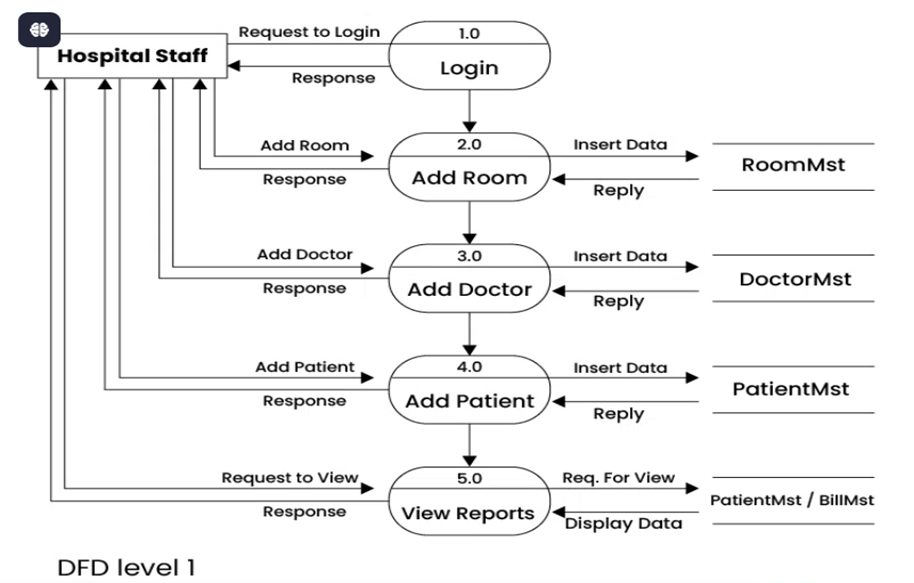 Request to Login
1.0
Hospital Staff
Login
Response
Add Room
2.0
Insert Data
RoomMst
Response
Add Room
Reply
Add Doctor
3.0
Insert Data
DoctorMst
Response
Add Doctor
Reply
Add Patient
4.0
Insert Data
PatientMst
Response
Add Patient
Reply
Request to View
5.0
Req. For View
PatientMst / BillMst
Response
View Reports
Display Data
DFD level 1